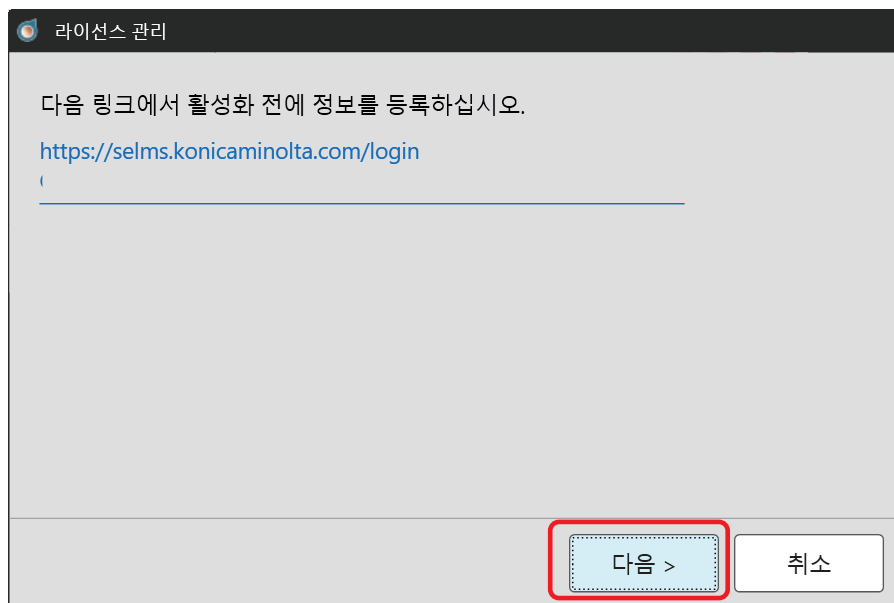 라이선스 관리
다음 링크에서 활성화 전에 정보를 등록하십시오.
https://selms.konicaminolta.com/login
다음 >
취소